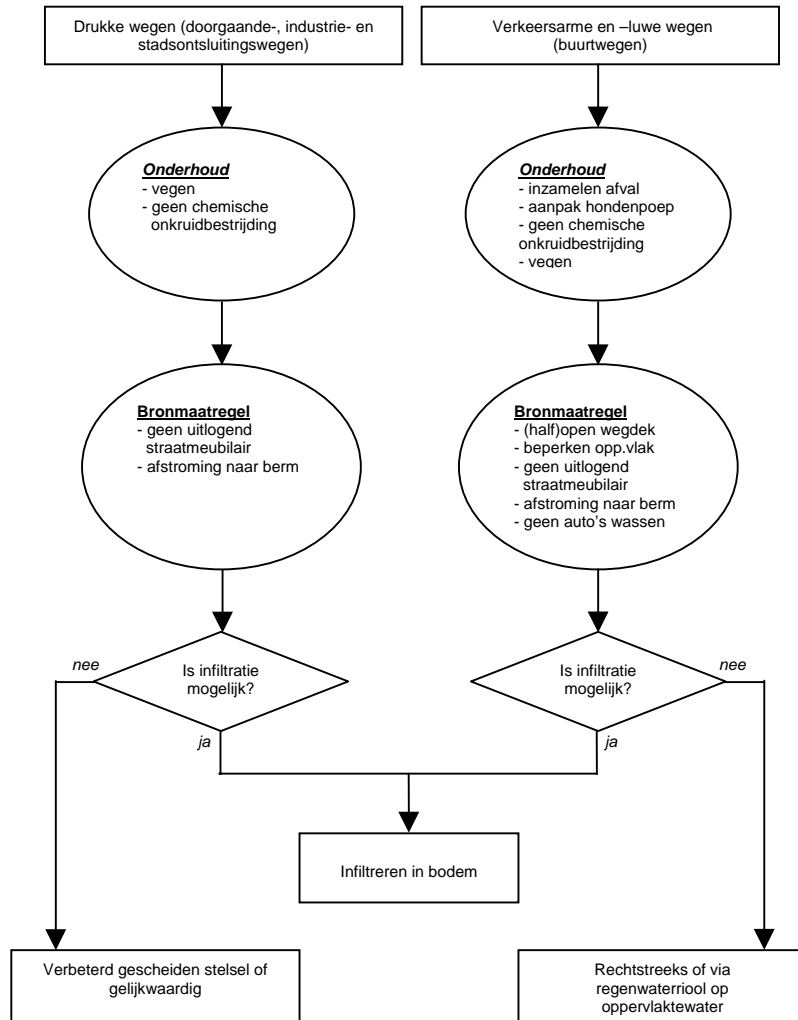 Drukke wegen (doorgaande-, industrie- en
stadsontsluitingswegen)
Verkeersarme en –luwe wegen
(buurtwegen)
Onderhoud
- vegen
- geen chemische
onkruidbestrijding
Onderhoud
- inzamelen afval
- aanpak hondenpoep
- geen chemische
onkruidbestrijding
- vegen
Bronmaatregel
- geen uitlogend
straatmeubilair
- afstroming naar berm
Bronmaatregel
- (half)open wegdek
- beperken opp.vlak
- geen uitlogend
straatmeubilair
- afstroming naar berm
- geen auto's wassen
nee
Is infiltratie
mogelijk?
ja
Is infiltratie
mogelijk?
nee
ja
Infiltreren in bodem
Verbeterd gescheiden stelsel of
gelijkwaardig
Rechtstreeks of via
regenwaterriool op
oppervlaktewater